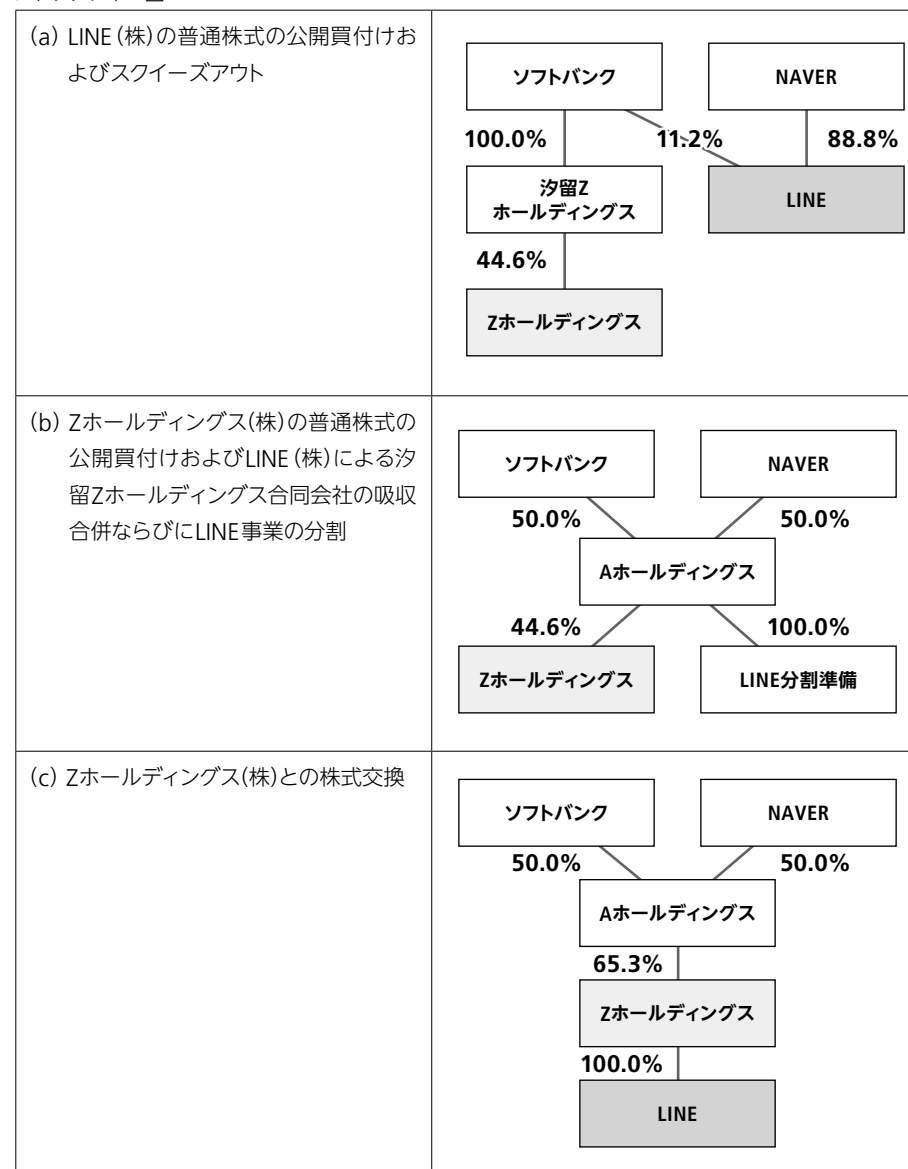 (a) LINE(株)の普通株式の公開買付けお
よびスクイーズアウト
ソフトバンク
NAVER
100.0%
11.2%
88.8%
汐留Z
ホールディングス
LINE
44.6%
Zホールディングス
(b) Zホールディングス(株)の普通株式の
公開買付けおよびLINE(株)による汐
留Zホールディングス合同会社の吸収
合併ならびにLINE事業の分割
ソフトバンク
NAVER
50.0%
50.0%
Aホールディングス
44.6%
100.0%
Zホールディングス
LINE分割準備
(c) Zホールディングス(株)との株式交換
ソフトバンク
NAVER
50.0%
50.0%
Aホールディングス
65.3%
Zホールディングス
100.0%
LINE